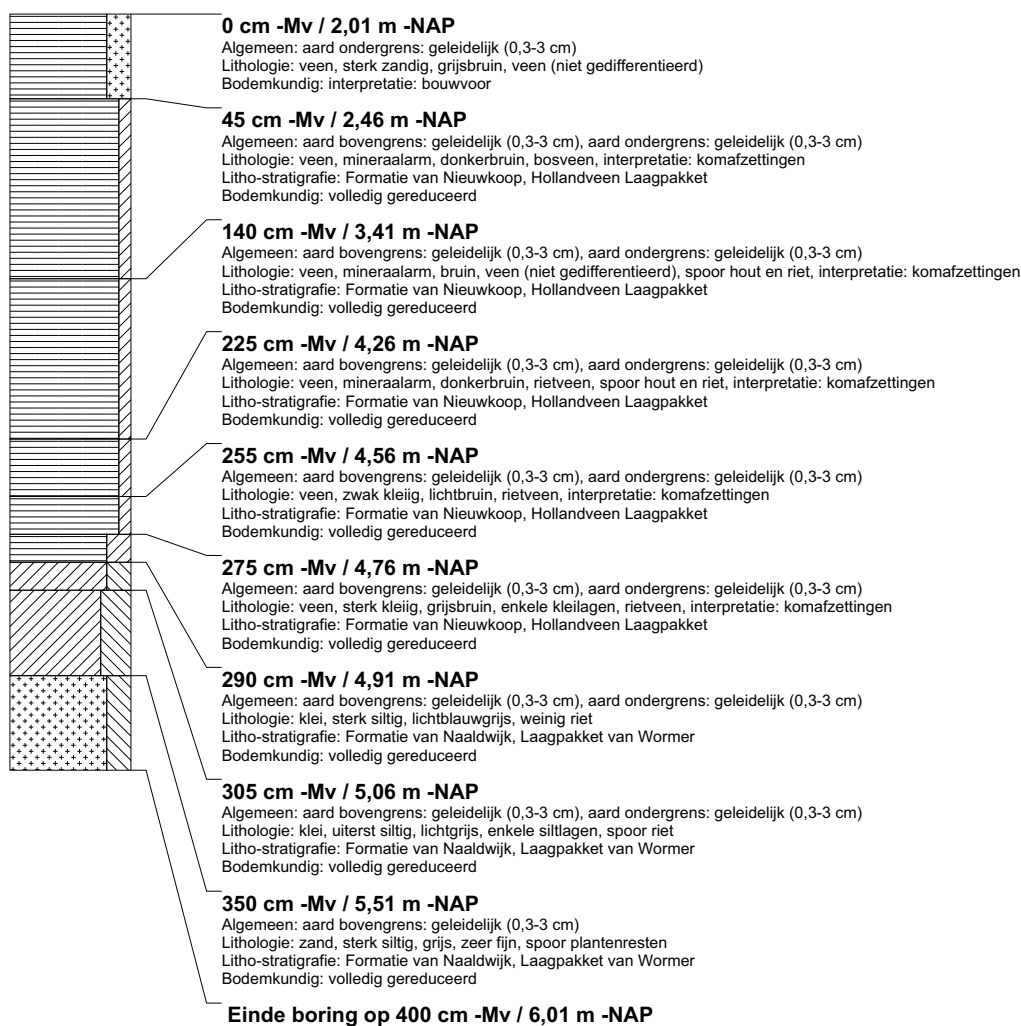 0 cm -Mv / 2,01 m -NAP
Algemeen: aard ondergrens: geleidelijk (0,3-3 cm)
Lithologie: veen, sterk zandig, grijsbruin, veen (niet gedifferentieerd)
Bodemkundig: interpretatie: bouwvoor
45 cm -Mv / 2,46 m -NAP
Algemeen: aard bovengrens: geleidelijk (0,3-3 cm), aard ondergrens: geleidelijk (0,3-3 cm)
Lithologie: veen, mineraalarm, donkerbruin, bosveen, interpretatie: komafzettingen
Litho-stratigrafie: Formatie van Nieuwkoop, Hollandveen Laagpakket
Bodemkundig: volledig gereduceerd
140 cm -Mv / 3,41 m -NAP
Algemeen: aard bovengrens: geleidelijk (0,3-3 cm), aard ondergrens: geleidelijk (0,3-3 cm)
Lithologie: veen, mineraalarm, bruin, veen (niet gedifferentieerd), spoor hout en riet, interpretatie: komafzettingen
Litho-stratigrafie: Formatie van Nieuwkoop, Hollandveen Laagpakket
Bodemkundig: volledig gereduceerd
225 cm -Mv / 4,26 m -NAP
Algemeen: aard bovengrens: geleidelijk (0,3-3 cm), aard ondergrens: geleidelijk (0,3-3 cm)
Lithologie: veen, mineraalarm, donkerbruin, rietveen, spoor hout en riet, interpretatie: komafzettingen
Litho-stratigrafie: Formatie van Nieuwkoop, Hollandveen Laagpakket
Bodemkundig: volledig gereduceerd
255 cm -Mv / 4,56 m -NAP
Algemeen: aard bovengrens: geleidelijk (0,3-3 cm), aard ondergrens: geleidelijk (0,3-3 cm)
Lithologie: veen, zwak kleiig, lichtbruin, rietveen, interpretatie: komafzettingen
Litho-stratigrafie: Formatie van Nieuwkoop, Hollandveen Laagpakket
Bodemkundig: volledig gereduceerd
275 cm -Mv / 4,76 m -NAP
Algemeen: aard bovengrens: geleidelijk (0,3-3 cm), aard ondergrens: geleidelijk (0,3-3 cm)
Lithologie: veen, sterk kleiig, grijsbruin, enkele kleilagen, rietveen, interpretatie: komafzettingen
Litho-stratigrafie: Formatie van Nieuwkoop, Hollandveen Laagpakket
Bodemkundig: volledig gereduceerd
290 cm -Mv / 4,91 m -NAP
Algemeen: aard bovengrens: geleidelijk (0,3-3 cm), aard ondergrens: geleidelijk (0,3-3 cm)
Lithologie: klei, sterk siltig, lichtblauwgrijs, weinig riet
Litho-stratigrafie: Formatie van Naaldwijk, Laagpakket van Wormer
Bodemkundig: volledig gereduceerd
305 cm -Mv / 5,06 m -NAP
Algemeen: aard bovengrens: geleidelijk (0,3-3 cm), aard ondergrens: geleidelijk (0,3-3 cm)
Lithologie: klei, uiterst siltig, lichtgrijs, enkele siltlagen, spoor riet
Litho-stratigrafie: Formatie van Naaldwijk, Laagpakket van Wormer
Bodemkundig: volledig gereduceerd
350 cm -Mv / 5,51 m -NAP
Algemeen: aard bovengrens: geleidelijk (0,3-3 cm)
Lithologie: zand, sterk siltig, grijs, zeer fijn, spoor plantenresten
Litho-stratigrafie: Formatie van Naaldwijk, Laagpakket van Wormer
Bodemkundig: volledig gereduceerd
Einde boring op 400 cm -Mv / 6,01 m -NAP